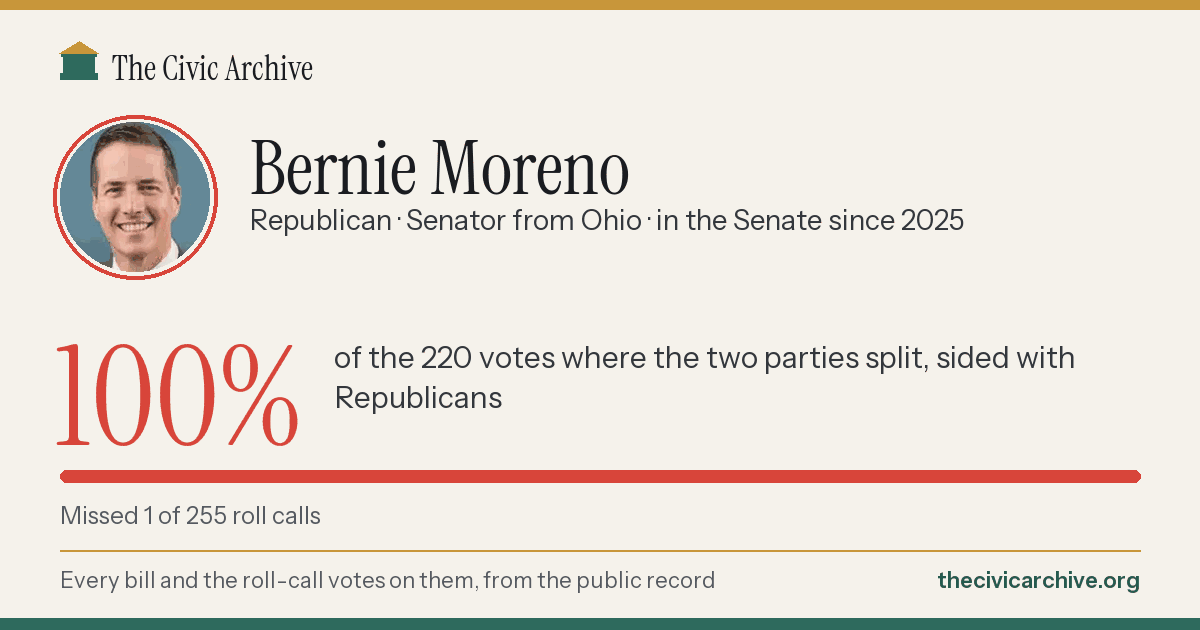 The Civic Archive
Bernie Moreno
Republican · Senator from Ohio · in the Senate since 2025
100%
of the 220 votes where the two parties split, sided with
Republicans
Missed 1 of 255 roll calls
Every bill and the roll-call votes on them, from the public record
thecivicarchive.org